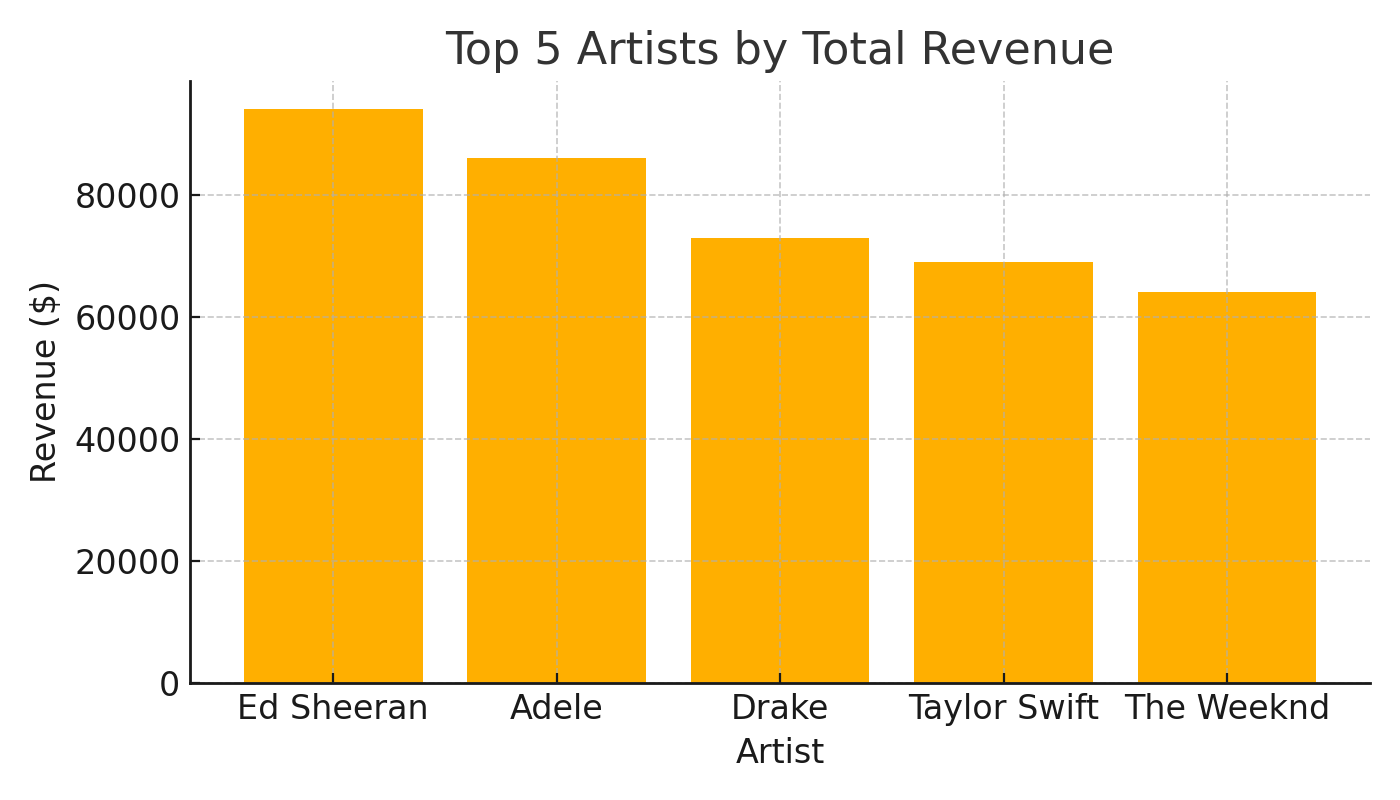 Top 5 Artists by Total Revenue
Revenue ($)
80000
60000
40000
20000
0
Ed Sheeran Adele Drake Taylor Swift The Weeknd
Artist